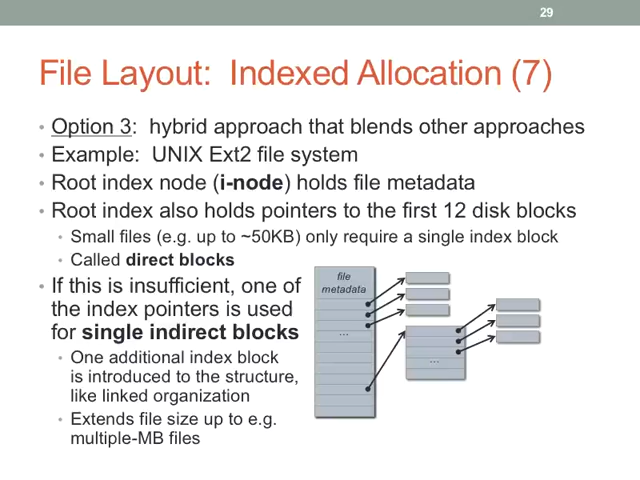 29
File Layout: Indexed Allocation (7)
• Option 3: hybrid approach that blends other approaches
• Example: UNIX Ext2 file system
• Root index node (i-node) holds file metadata
• Root index also holds pointers to the first 12 disk blocks
• Small files (e.g. up to ~50KB) only require a single index block
• Called direct blocks
• If this is insufficient, one of
the index pointers is used
for single indirect blocks
• One additional index block
is introduced to the structure,
like linked organization
• Extends file size up to e.g.
multiple-MB files
file
metadata
...
...